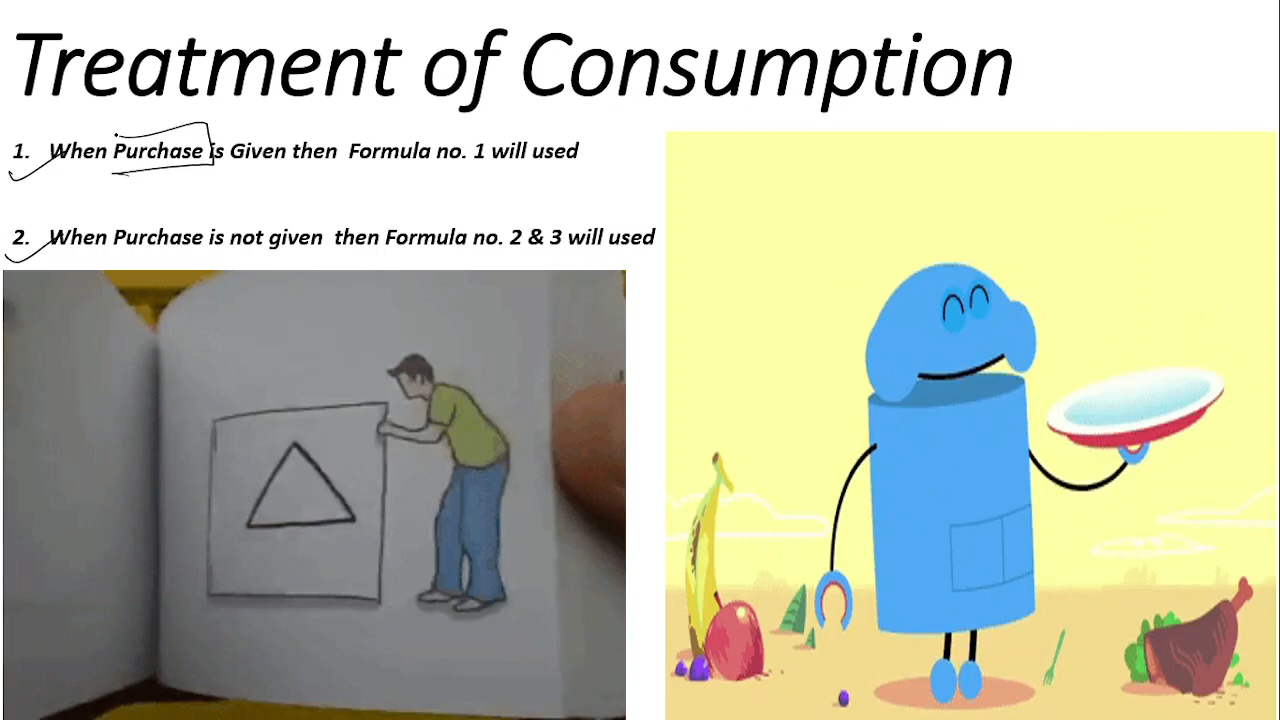 Treatment of Consumption
1. When Purchase is Given then Formula no. 1 will used
2. When Purchase is not given then Formula no. 2 & 3 will used